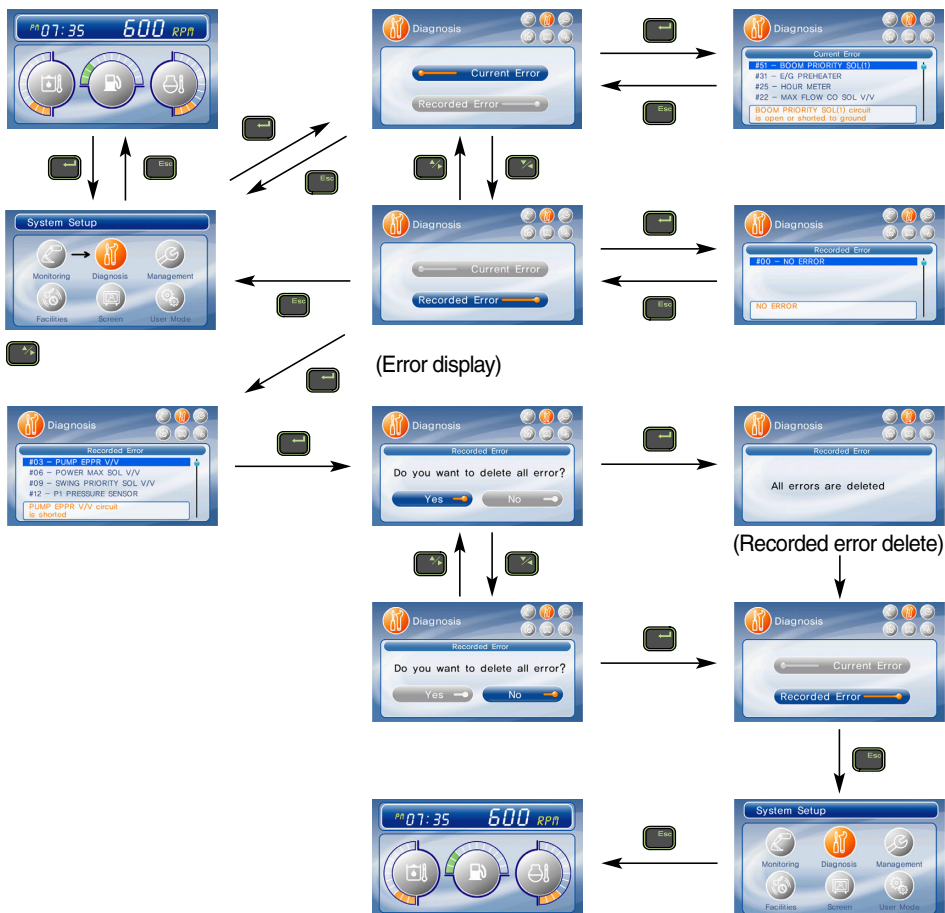 PM 07:35 600 RPM
Diagnosis
Current Error
Recorded Error
Diagnosis
Current Error
#51 – BOOM PRIORITY SOL(1)
#31 – E/G PREHEATER
#25 – HOUR METER
#22 – MAX FLOW CO SOL V/V
BOOM PRIORITY SOL(1) circuit
is open or shorted to ground
Esc
Esc
Esc
System Setup
Monitoring Diagnosis Management
Facilities Screen User Mode
Diagnosis
Current Error
Recorded Error
Diagnosis
Recorded Error
#00 – NO ERROR
NO ERROR
Esc
Esc
(Error display)
Diagnosis
Recorded Error
#03 – PUMP EPPR V/V
#06 – POWER MAX SOL V/V
#09 – SWING PRIORITY SOL V/V
#12 – P1 PRESSURE SENSOR
PUMP EPPR V/V circuit
is shorted
Diagnosis
Recorded Error
Do you want to delete all error?
Yes No
Diagnosis
Recorded Error
All errors are deleted
(Recorded error delete)
Diagnosis
Recorded Error
Do you want to delete all error?
Yes No
Diagnosis
Current Error
Recorded Error
Esc
PM 07:35 600 RPM
Esc
System Setup
Monitoring Diagnosis Management
Facilities Screen User Mode